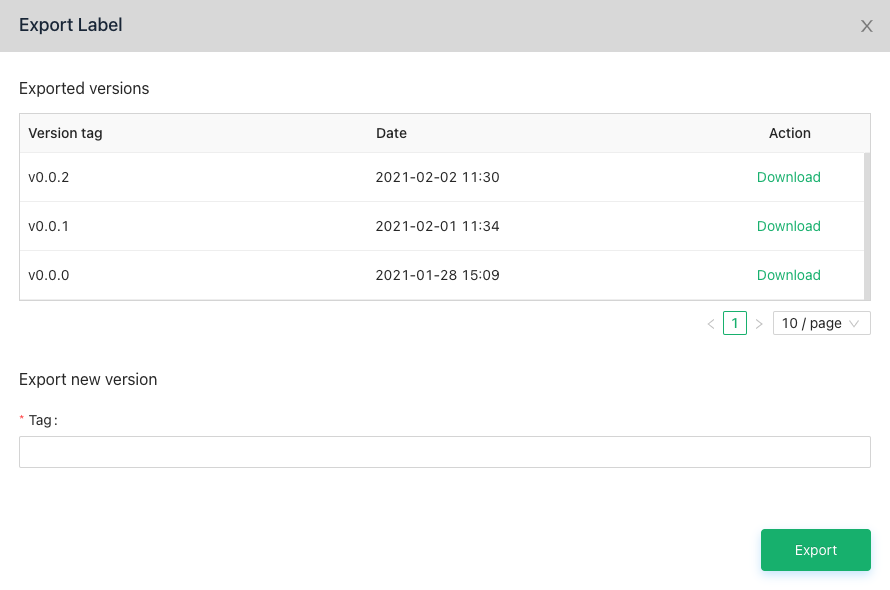 Export Label
Exported versions
Version tag Date Action
v0.0.2 2021-02-02 11:30 Download
v0.0.1 2021-02-01 11:34 Download
v0.0.0 2021-01-28 15:09 Download
< 1 > 10 / page
Export new version
* Tag :
Export